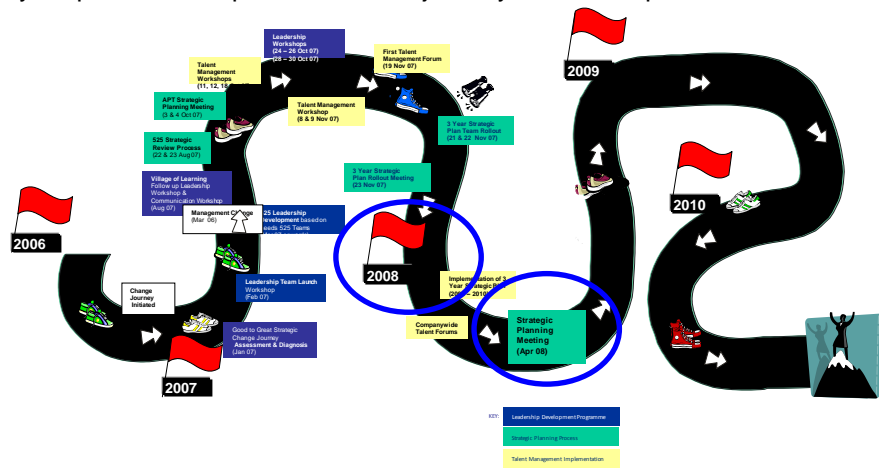 2006
Change
Journey
Initiated
2007
Good to Great Strategic
Change Journey
Assessment & Diagnosis
(Jan 07)
Leadership Team Launch
Workshop
(Feb 07)
Management Change
(Mar 06)
25 Leadership
Development based on
eeds 525 Teams
Village of Learning
Follow up Leadership
Workshop &
Communication Workshop
(Aug 07)
525 Strategic
Review Process
(22 & 23 Aug 07)
APT Strategic
Planning Meeting
(3 & 4 Oct 07)
Talent
Management
Workshops
(11, 12, 18
Leadership
Workshops
(24 – 26 Oct 07)
(28 – 30 Oct 07)
Talent Management
Workshop
(8 & 9 Nov 07)
First Talent
Management Forum
(19 Nov 07)
3 Year Strategic
Plan Team Rollout
(21 & 22 Nov 07)
3 Year Strategic
Plan Rollout Meeting
(23 Nov 07)
2008
Implementation of 3
Year Strategic
2010)
Companywide
Talent Forums
Strategic
Planning
Meeting
(Apr 08)
2009
2010
KEY:
Leadership Development Programme
Strategic Planning Process
Talent Management Implementation